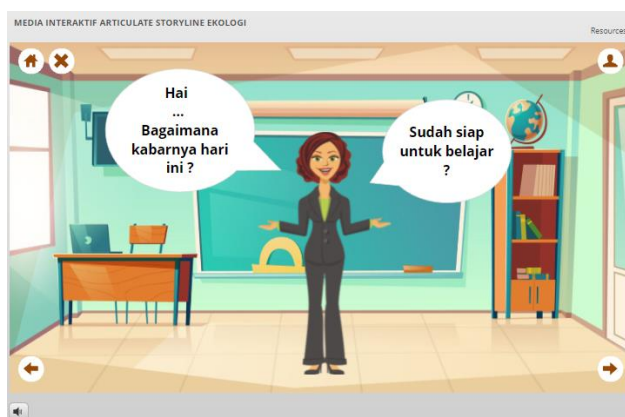 MEDIA INTERAKTIF ARTICULATE STORYLINE EKOLOGI
Resources
Hai
...
Bagaimana
kabarnya hari
ini ?
Sudah siap
untuk belajar
?